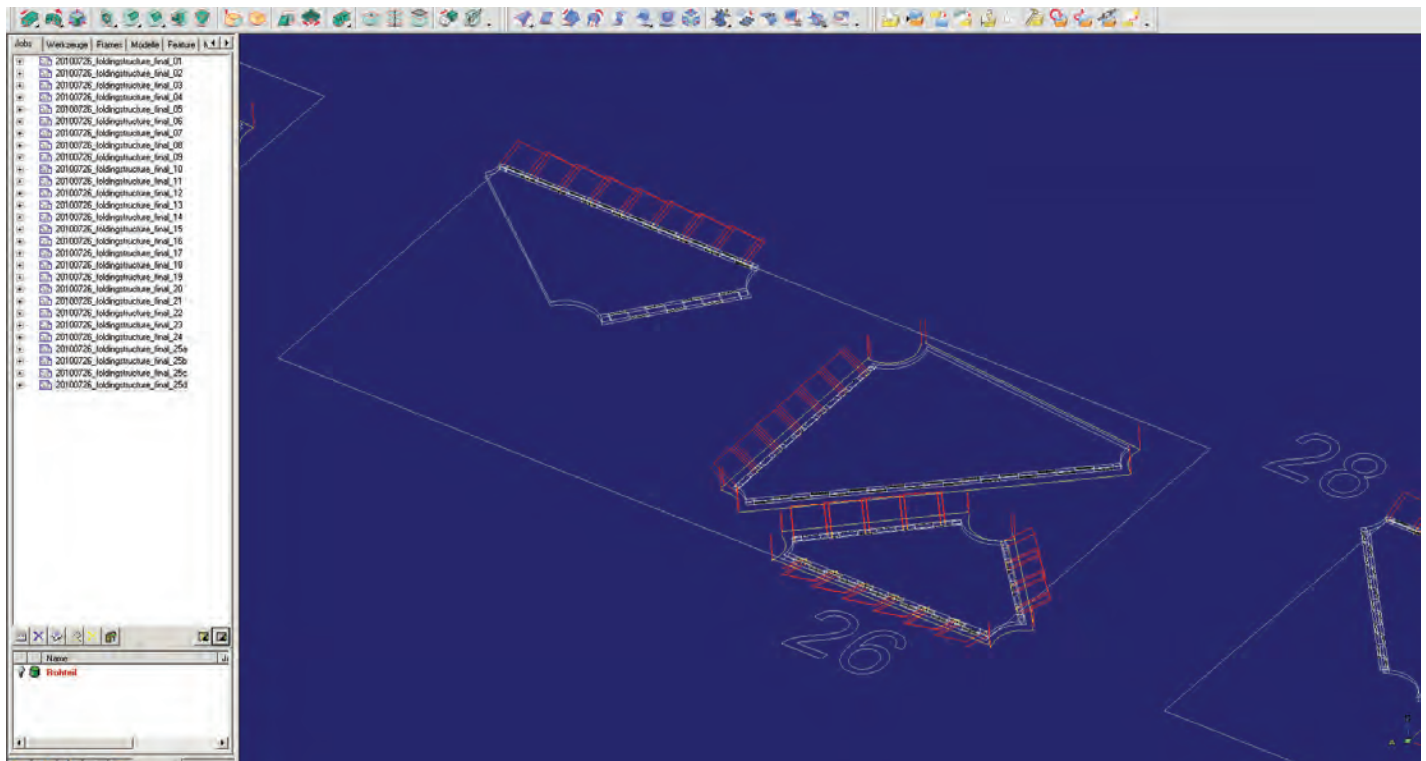 Jobs Werkzeuge Frames Modelle Feature
20100726_foldingstructure_final_01
20100726_foldingstructure_final_02
20100726_foldingstructure_final_03
20100726_foldingstructure_final_04
20100726_foldingstructure_final_05
20100726_foldingstructure_final_06
20100726_foldingstructure_final_07
20100726_foldingstructure_final_08
20100726_foldingstructure_final_09
20100726_foldingstructure_final_10
20100726_foldingstructure_final_11
20100726_foldingstructure_final_12
20100726_foldingstructure_final_13
20100726_foldingstructure_final_14
20100726_foldingstructure_final_15
20100726_foldingstructure_final_16
20100726_foldingstructure_final_17
20100726_foldingstructure_final_18
20100726_foldingstructure_final_19
20100726_foldingstructure_final_20
20100726_foldingstructure_final_21
20100726_foldingstructure_final_22
20100726_foldingstructure_final_23
20100726_foldingstructure_final_24
20100726_foldingstructure_final_25a
20100726_foldingstructure_final_25b
20100726_foldingstructure_final_25c
20100726_foldingstructure_final_25d
28
26
Name
Rohteil